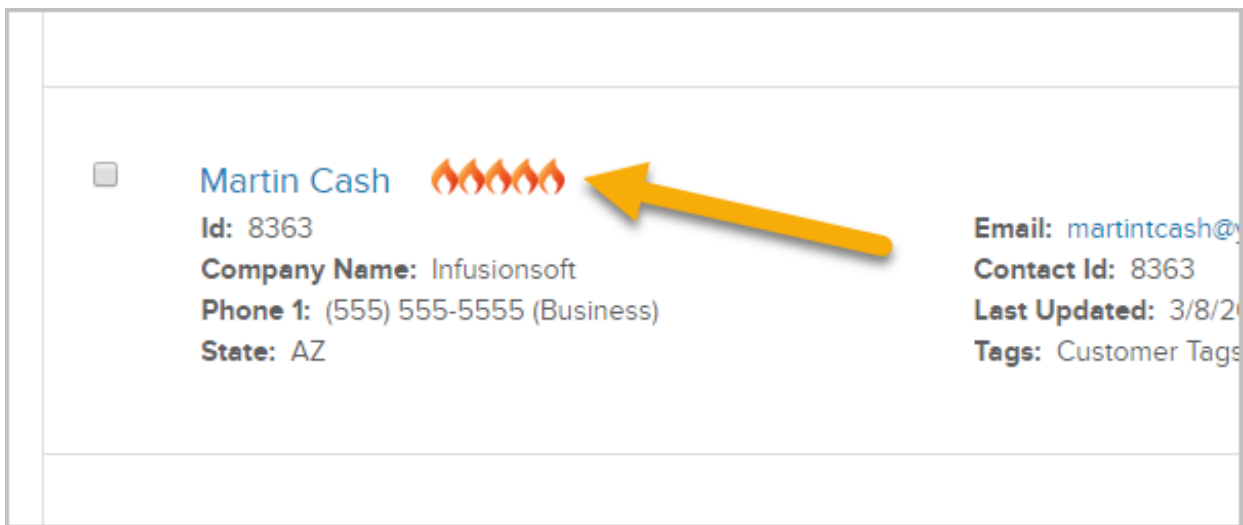 Martin Cash
Id: 8363
Company Name: Infusionsoft
Phone 1: (555) 555-5555 (Business)
State: AZ
Email: martintcash@
Contact Id: 8363
Last Updated: 3/8/2
Tags: Customer Tags